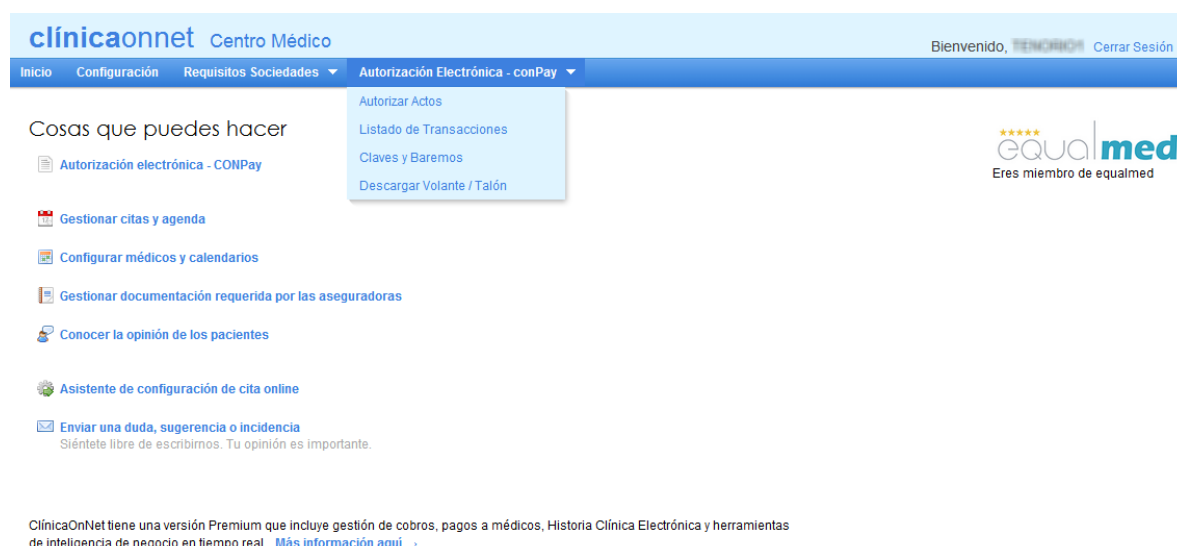 clínicaonnet Centro Médico
Bienvenido, Cerrar Sesión
Inicio Configuración Requisitos Sociedades Autorización Electrónica - conPay
Autorizar Actos
Listado de Transacciones
Claves y Baremos
Descargar Volante / Talón
Cosas que puedes hacer
Autorización electrónica - CONPay
Gestionar citas y agenda
Configurar médicos y calendarios
Gestionar documentación requerida por las aseguradoras
Conocer la opinión de los pacientes
Asistente de configuración de cita online
Enviar una duda, sugerencia o incidencia
Siéntete libre de escribirnos. Tu opinión es importante.
equalmed
Eres miembro de equalmed
ClínicaOnNet tiene una versión Premium que incluye gestión de cobros, pagos a médicos, Historia Clínica Electrónica y herramientas
de inteligencia de negocio en tiempo real. Más información aquí